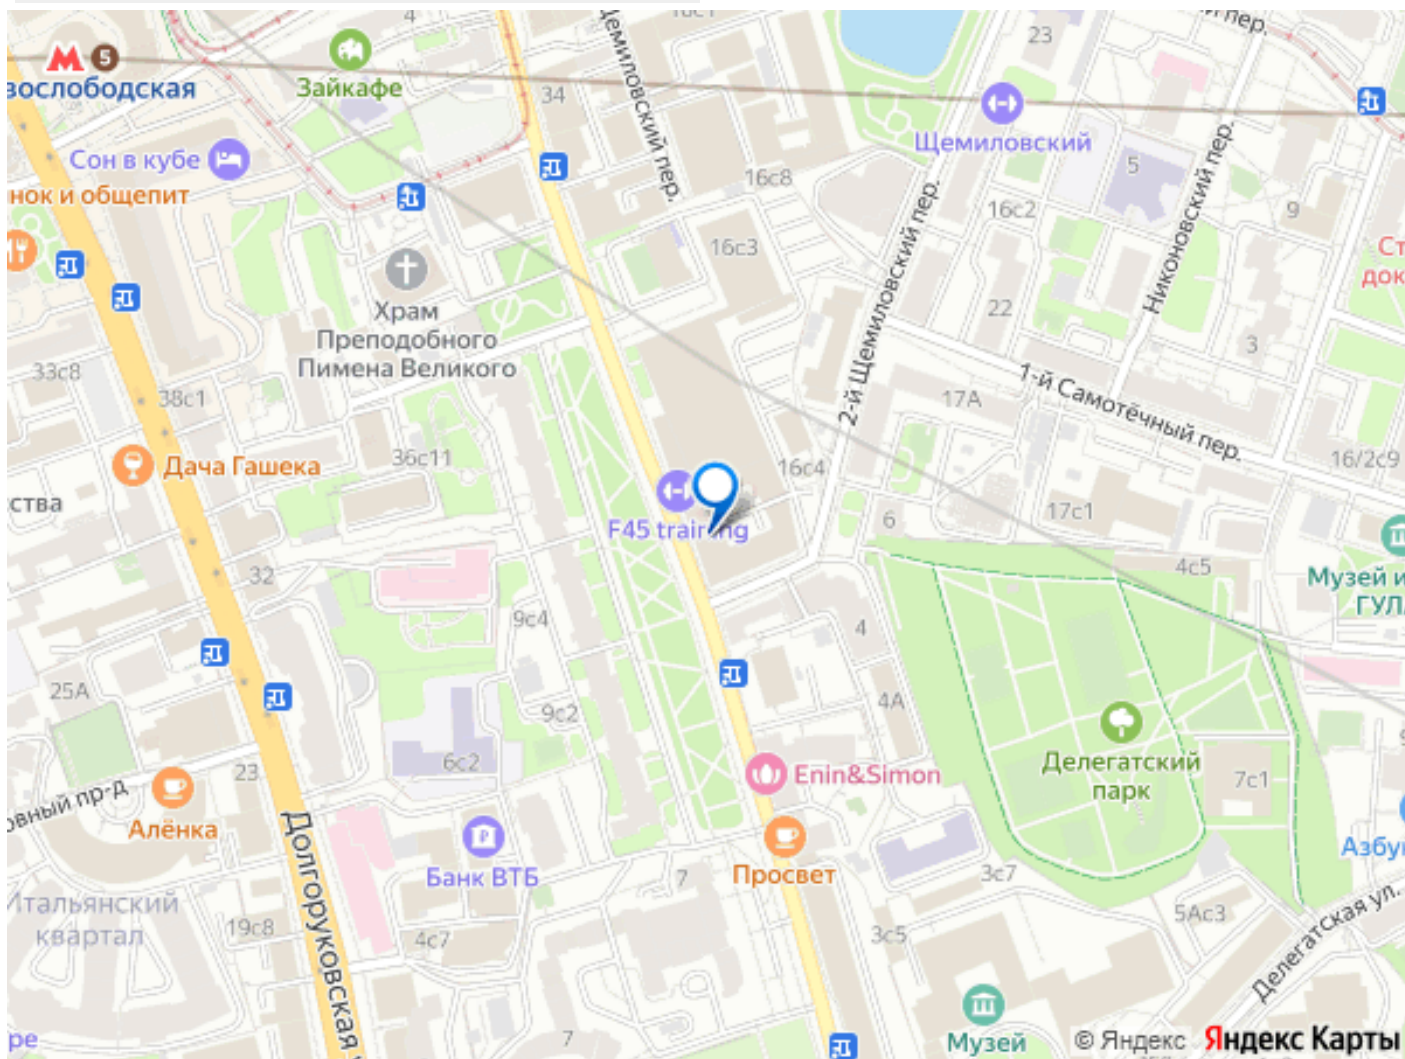 4
16с1
й пер.
23
5
вослободская
Зайкафе
34
Щемиловский пер.
Щемиловский
Сон в кубе
нок и общепит
16с8
5
16с2
9
Никоновский пер.
2-й Щемиловский пер.
16с3
Ст
док
Храм
Преподобного
Пимена Великого
22
3
33с8
38с1
1-й Самотёчный пер.
17А
Дача Гашека
36с11
16с4
16/2с9
ства
F45 training
6
17с1
32
4с5
Музей и
ГУЛ
9с4
4
25А
9с2
4А
6с2
Enin&Simon
Делегатский
парк
7с1
23
овный пр-д
Алёнка
Долгоруковская
Банк ВТБ
7
Просвет
3с7
Азбу
Итальянский
квартал
19с8
4с7
3с5
5Ас3
Делегатская ул.
ре
7
Музей
© Яндекс Яндекс Карты